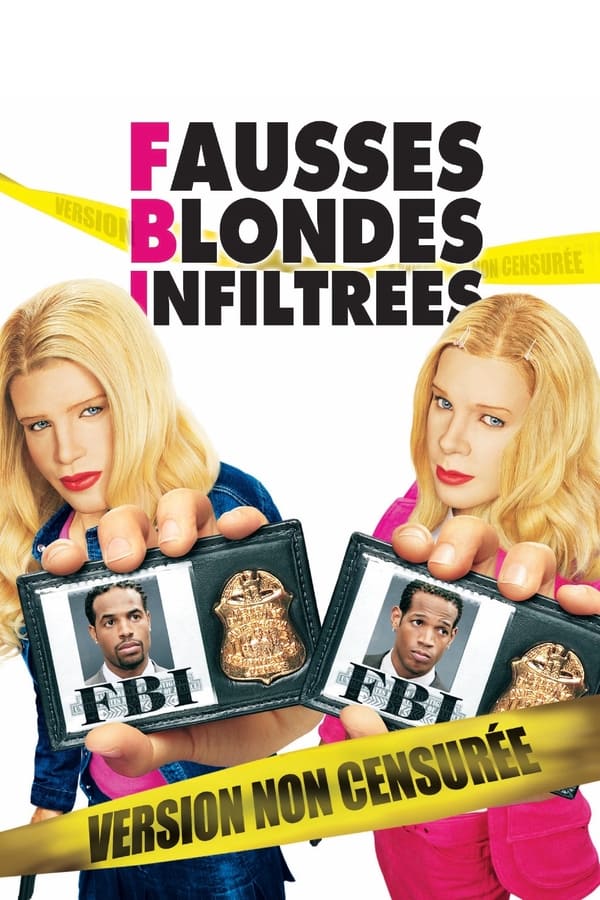 FAUSSES
BLONDES
INFILTREES
VERSION
NON CENSURÉE
FBI
FBI
VERSION NON CENSURÉE